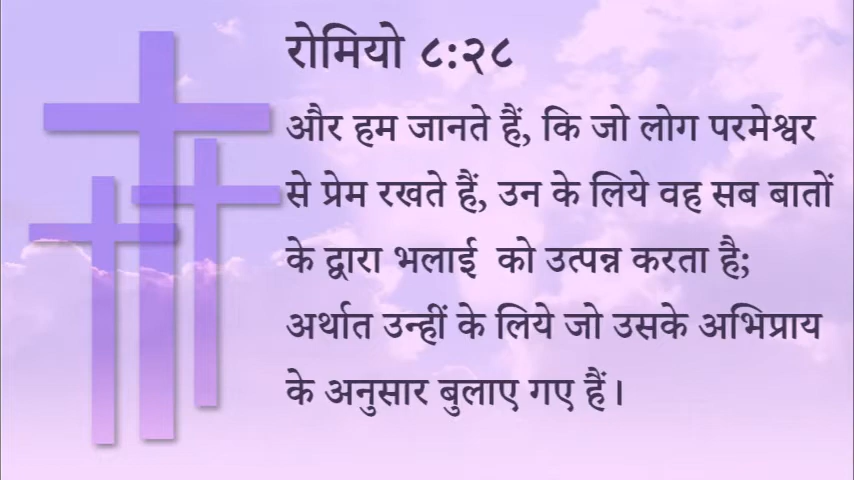 रोमियो ८:२८
और हम जानते हैं, कि जो लोग परमेश्वर
से प्रेम रखते हैं, उन के लिये वह सब बातों
के द्वारा भलाई को उत्पन्न करता है;
अर्थात उन्हीं के लिये जो उसके अभिप्राय
के अनुसार बुलाए गए हैं।